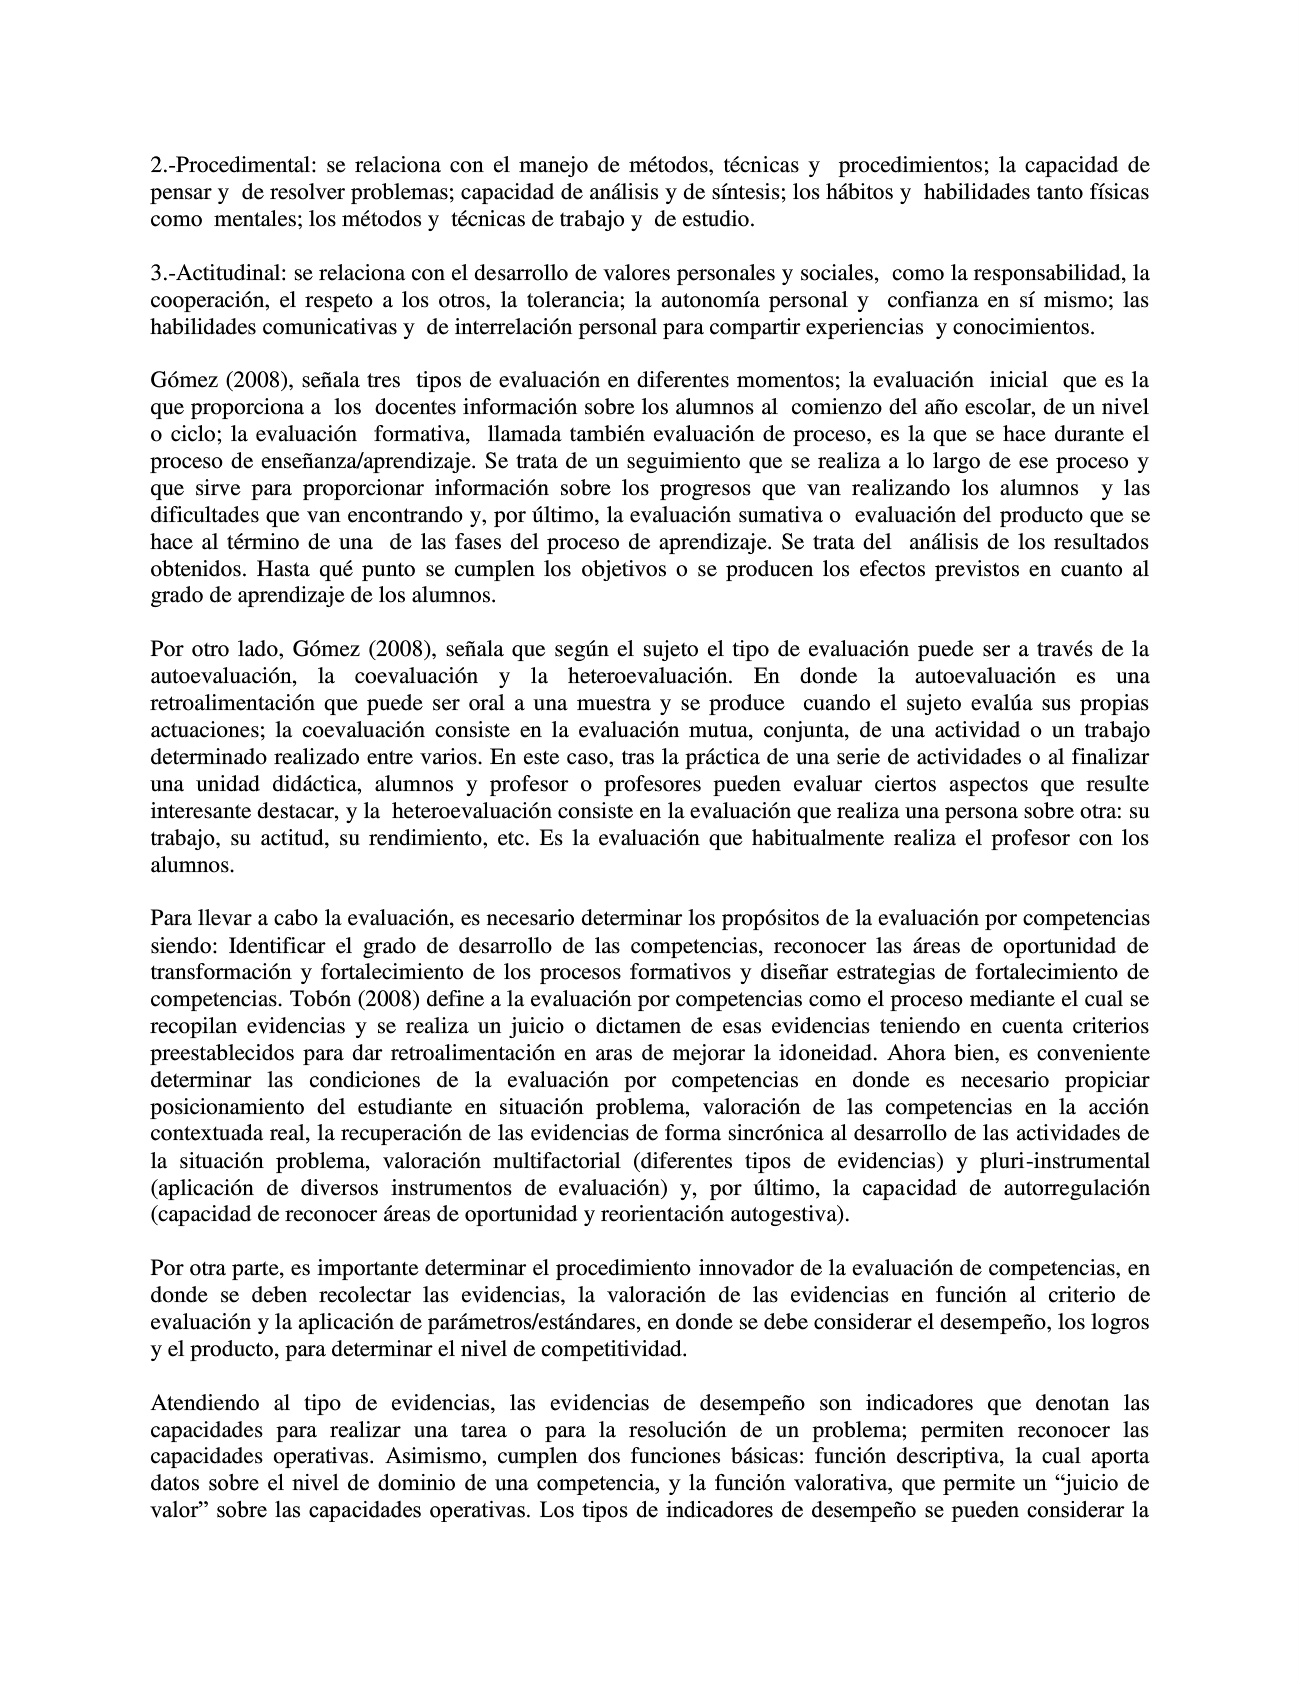 2.-Procedimental: se relaciona con el manejo de métodos, técnicas y procedimientos; la capacidad de
pensar y de resolver problemas; capacidad de análisis y de síntesis; los hábitos y habilidades tanto físicas
como mentales; los métodos y técnicas de trabajo y de estudio.
3.-Actitudinal: se relaciona con el desarrollo de valores personales y sociales, como la responsabilidad, la
cooperación, el respeto a los otros, la tolerancia; la autonomía personal y confianza en sí mismo; las
habilidades comunicativas y de interrelación personal para compartir experiencias y conocimientos.
Gómez (2008), señala tres tipos de evaluación en diferentes momentos; la evaluación inicial que es la
que proporciona a los docentes información sobre los alumnos al comienzo del año escolar, de un nivel
o ciclo; la evaluación formativa, llamada también evaluación de proceso, es la que se hace durante el
proceso de enseñanza/aprendizaje. Se trata de un seguimiento que se realiza a lo largo de ese proceso y
que sirve para proporcionar información sobre los progresos que van realizando los alumnos y las
dificultades que van encontrando y, por último, la evaluación sumativa o evaluación del producto que se
hace al término de una de las fases del proceso de aprendizaje. Se trata del análisis de los resultados
obtenidos. Hasta qué punto se cumplen los objetivos o se producen los efectos previstos en cuanto al
grado de aprendizaje de los alumnos.
Por otro lado, Gómez (2008), señala que según el sujeto el tipo de evaluación puede ser a través de la
autoevaluación, la coevaluación y la heteroevaluación. En donde la autoevaluación es una
retroalimentación que puede ser oral a una muestra y se produce cuando el sujeto evalúa sus propias
actuaciones; la coevaluación consiste en la evaluación mutua, conjunta, de una actividad o un trabajo
determinado realizado entre varios. En este caso, tras la práctica de una serie de actividades o al finalizar
una unidad didáctica, alumnos y profesor o profesores pueden evaluar ciertos aspectos que resulte
interesante destacar, y la heteroevaluación consiste en la evaluación que realiza una persona sobre otra: su
trabajo, su actitud, su rendimiento, etc. Es la evaluación que habitualmente realiza el profesor con los
alumnos.
Para llevar a cabo la evaluación, es necesario determinar los propósitos de la evaluación por competencias
siendo: Identificar el grado de desarrollo de las competencias, reconocer las áreas de oportunidad de
transformación y fortalecimiento de los procesos formativos y diseñar estrategias de fortalecimiento de
competencias. Tobón (2008) define a la evaluación por competencias como el proceso mediante el cual se
recopilan evidencias y se realiza un juicio o dictamen de esas evidencias teniendo en cuenta criterios
preestablecidos para dar retroalimentación en aras de mejorar la idoneidad. Ahora bien, es conveniente
determinar las condiciones de la evaluación por competencias en donde es necesario propiciar
posicionamiento del estudiante en situación problema, valoración de las competencias en la acción
contextuada real, la recuperación de las evidencias de forma sincrónica al desarrollo de las actividades de
la situación problema, valoración multifactorial (diferentes tipos de evidencias) y pluri-instrumental
(aplicación de diversos instrumentos de evaluación) y, por último, la capacidad de autorregulación
(capacidad de reconocer áreas de oportunidad y reorientación autogestiva).
Por otra parte, es importante determinar el procedimiento innovador de la evaluación de competencias, en
donde se deben recolectar las evidencias, la valoración de las evidencias en función al criterio de
evaluación y la aplicación de parámetros/estándares, en donde se debe considerar el desempeño, los logros
y el producto, para determinar el nivel de competitividad.
Atendiendo al tipo de evidencias, las evidencias de desempeño son indicadores que denotan las
capacidades para realizar una tarea o para la resolución de un problema; permiten reconocer las
capacidades operativas. Asimismo, cumplen dos funciones básicas: función descriptiva, la cual aporta
datos sobre el nivel de dominio de una competencia, y la función valorativa, que permite un “juicio de
valor” sobre las capacidades operativas. Los tipos de indicadores de desempeño se pueden considerar la